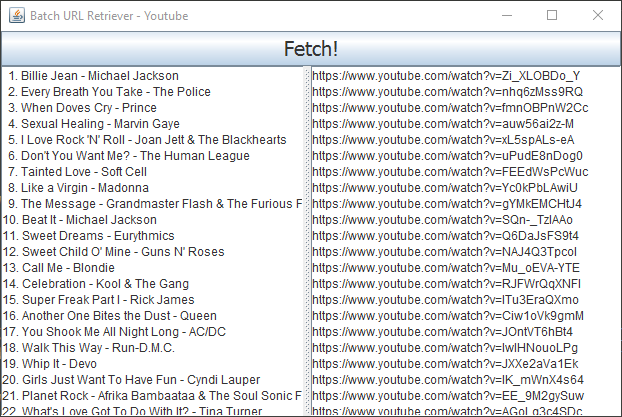 Batch URL Retriever - Youtube
Fetch!
1. Billie Jean - Michael Jackson https://www.youtube.com/watch?v=Zi_XLOBDo_Y
2. Every Breath You Take - The Police https://www.youtube.com/watch?v=nhq6zMss9RQ
3. When Doves Cry - Prince https://www.youtube.com/watch?v=fmnOBPnW2Cc
4. Sexual Healing - Marvin Gaye https://www.youtube.com/watch?v=auw56ai2z-M
5. I Love Rock 'N' Roll - Joan Jett & The Blackhearts https://www.youtube.com/watch?v=xL5spALs-eA
6. Don't You Want Me? - The Human League https://www.youtube.com/watch?v=uPudE8nDog0
7. Tainted Love - Soft Cell https://www.youtube.com/watch?v=FEEdWsPcWuc
8. Like a Virgin - Madonna https://www.youtube.com/watch?v=Yc0kPbLAwiU
9. The Message - Grandmaster Flash & The Furious F https://www.youtube.com/watch?v=gYMkEMCHtJ4
10. Beat It - Michael Jackson https://www.youtube.com/watch?v=SQn-_TzlAAo
11. Sweet Dreams - Eurythmics https://www.youtube.com/watch?v=Q6DaJsFS9t4
12. Sweet Child O' Mine - Guns N' Roses https://www.youtube.com/watch?v=NAJ4Q3Tpcol
13. Call Me - Blondie https://www.youtube.com/watch?v=Mu_oEVA-YTE
14. Celebration - Kool & The Gang https://www.youtube.com/watch?v=RJFWrQqXNFI
15. Super Freak Part I - Rick James https://www.youtube.com/watch?v=ITu3EraQXmo
16. Another One Bites the Dust - Queen https://www.youtube.com/watch?v=Ciw1oVk9gmM
17. You Shook Me All Night Long - AC/DC https://www.youtube.com/watch?v=JOntVT6hBt4
18. Walk This Way - Run-D.M.C. https://www.youtube.com/watch?v=IwIHNouoLPg
19. Whip It - Devo https://www.youtube.com/watch?v=JXXe2aVa1Ek
20. Girls Just Want To Have Fun - Cyndi Lauper https://www.youtube.com/watch?v=IK_mWnX4s64
21. Planet Rock - Afrika Bambaataa & The Soul Sonic F https://www.youtube.com/watch?v=EE_9M2gySuw
22. What's Love Got To Do With It? - Tina Turner https://www.youtube.com/watch?v=AGoLg3c4SDc